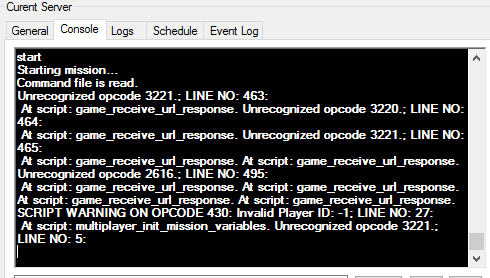 Curent Server
General Console Logs Schedule Event Log
start
Starting mission...
Command file is read.
Unrecognized opcode 3221.; LINE NO: 463:
At script: game_receive_url_response. Unrecognized opcode 3220.; LINE NO:
464:
At script: game_receive_url_response. Unrecognized opcode 3221.; LINE NO:
465:
At script: game_receive_url_response. At script: game_receive_url_response.
Unrecognized opcode 2616.; LINE NO: 495:
At script: game_receive_url_response. At script: game_receive_url_response.
At script: game_receive_url_response. At script: game_receive_url_response.
SCRIPT WARNING ON OPCODE 430: Invalid Player ID: -1; LINE NO: 27:
At script: multiplayer_init_mission_variables. Unrecognized opcode 3221.;
LINE NO: 5: